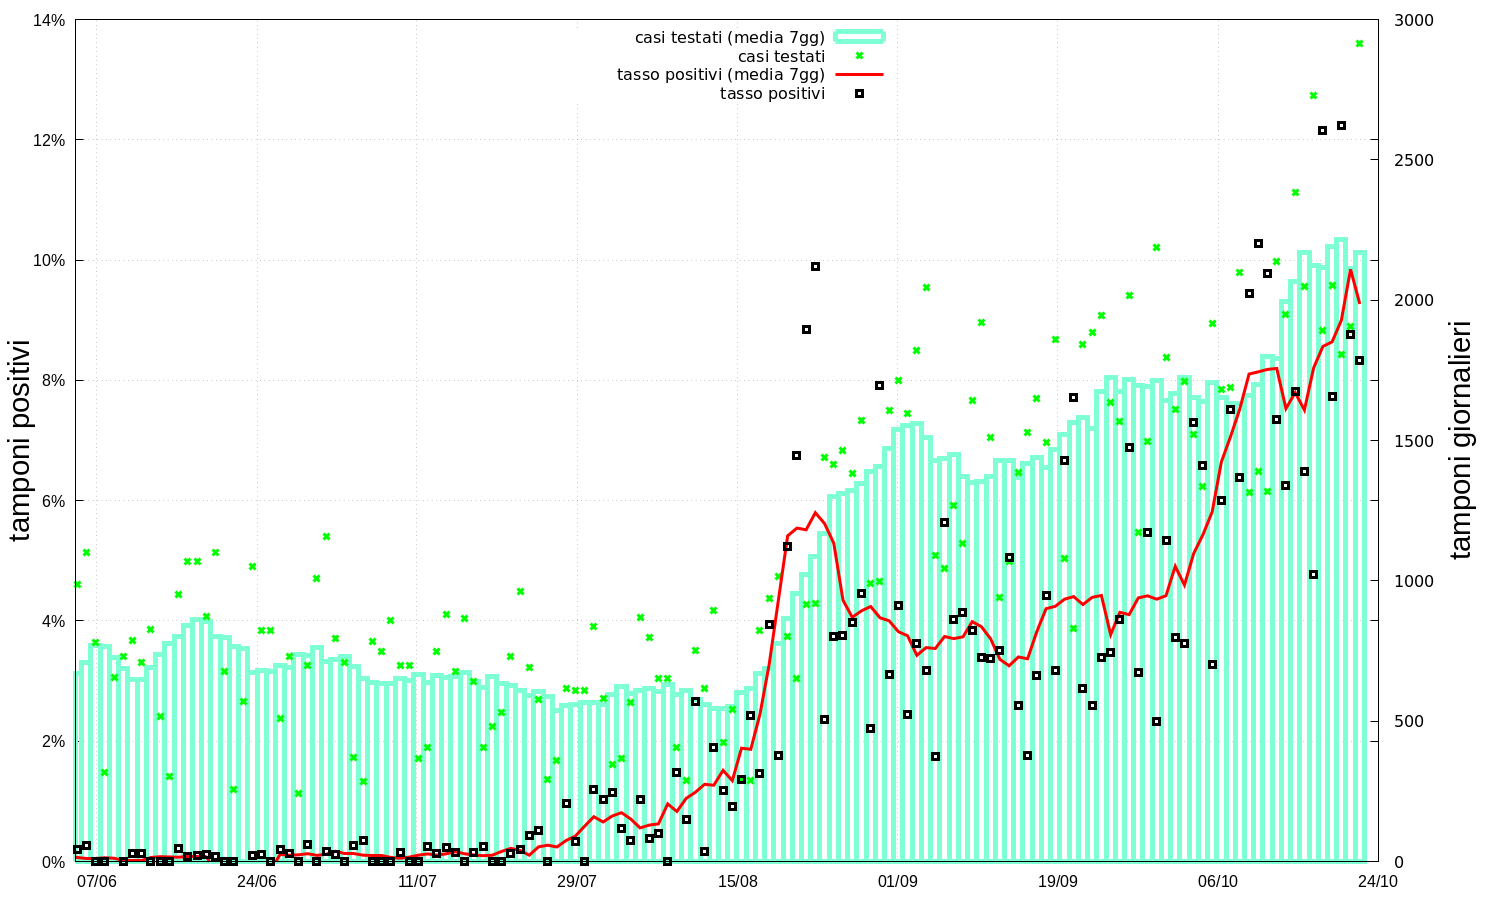 casi testati (media 7gg)
casi testati
tasso positivi (media 7gg)
tasso positivi
14%
12%
10%
8%
6%
4%
2%
0%
tamponi positivi
3000
2500
2000
1500
1000
500
0
tamponi giornalieri
07/06 24/06 11/07 29/07 15/08 01/09 19/09 06/10 24/10